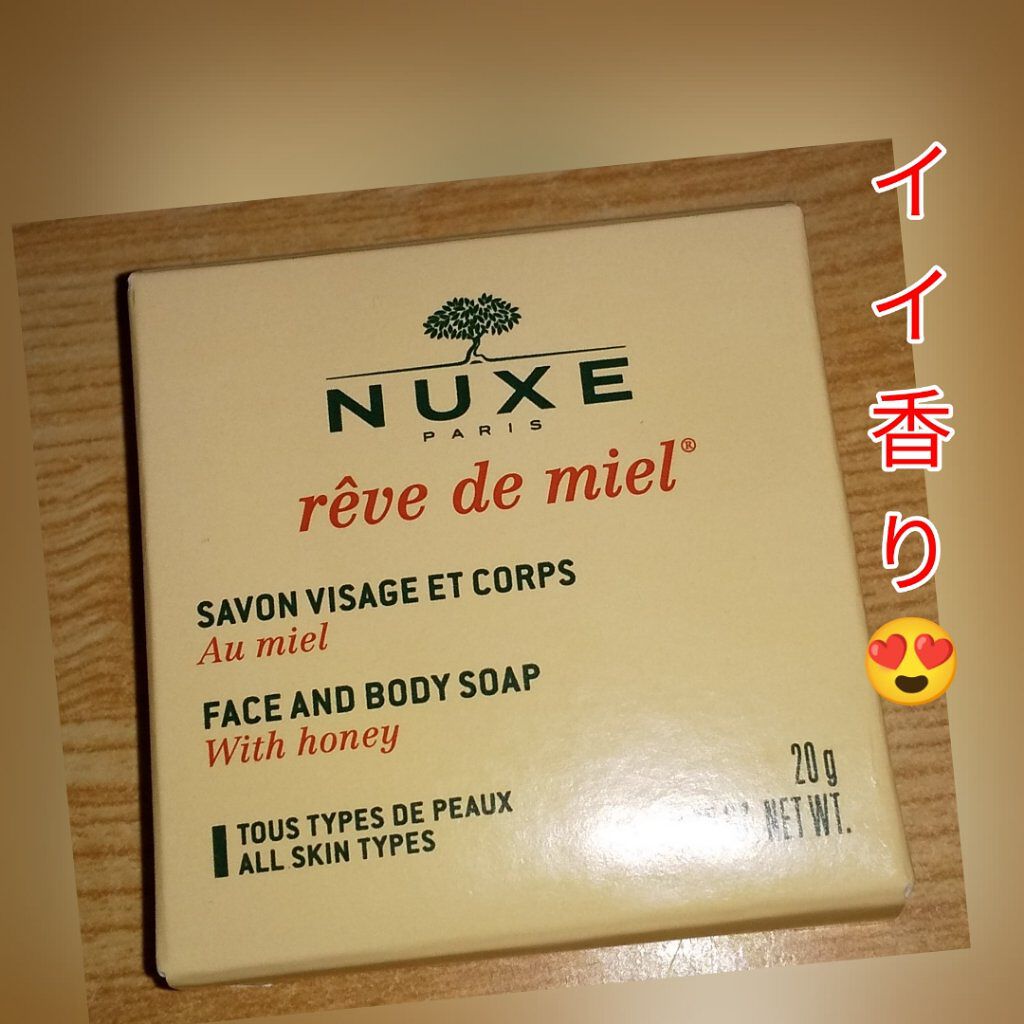 NUXE
PARIS
rêve de miel®
SAVON VISAGE ET CORPS
Au miel
FACE AND BODY SOAP
With honey
TOUS TYPES DE PEAUX
ALL SKIN TYPES
20 g
NET WT.
イイ香り😍